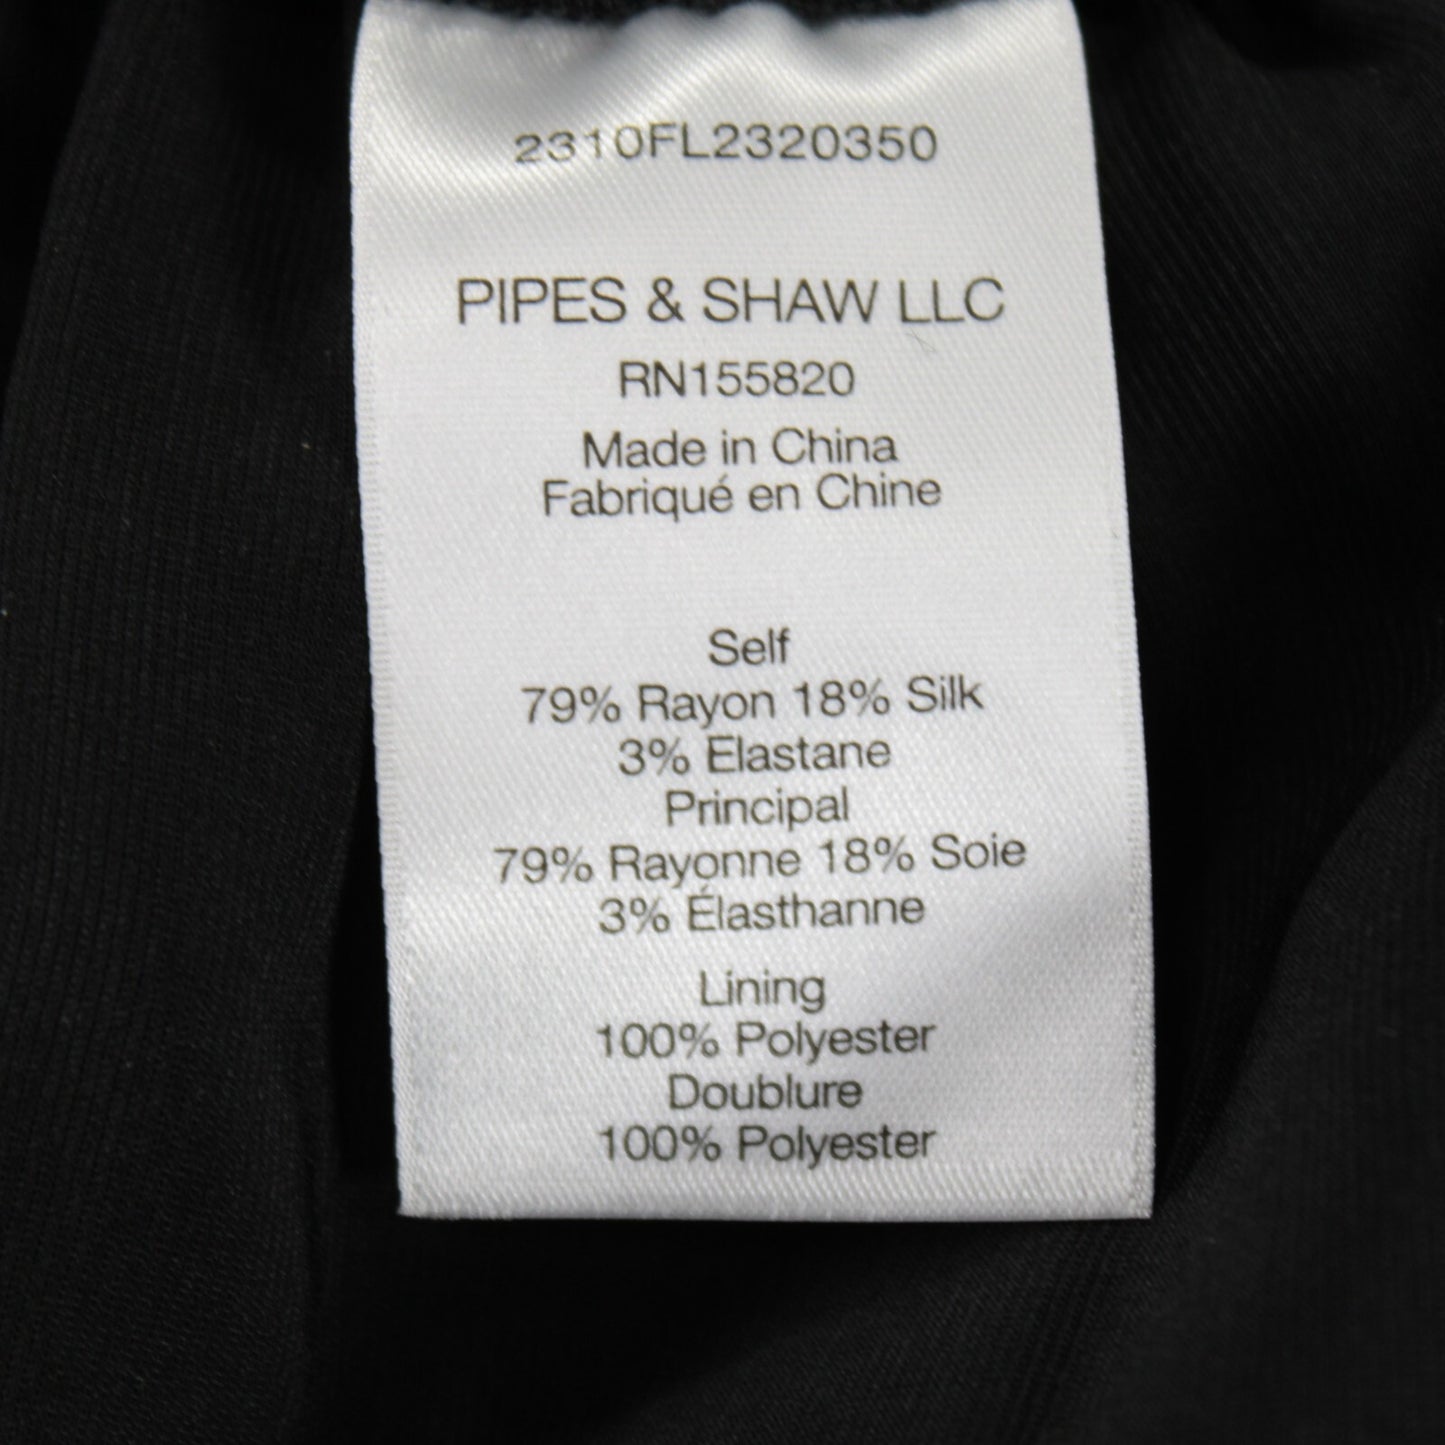 2310FL2320350
PIPES & SHAW LLC
RN155820
Made in China
Fabriqué en Chine
Self
79% Rayon 18% Silk
3% Elastane
Principal
79% Rayonne 18% Soie
3% Élasthanne
Lining
100% Polyester
Doublure
100% Polyester